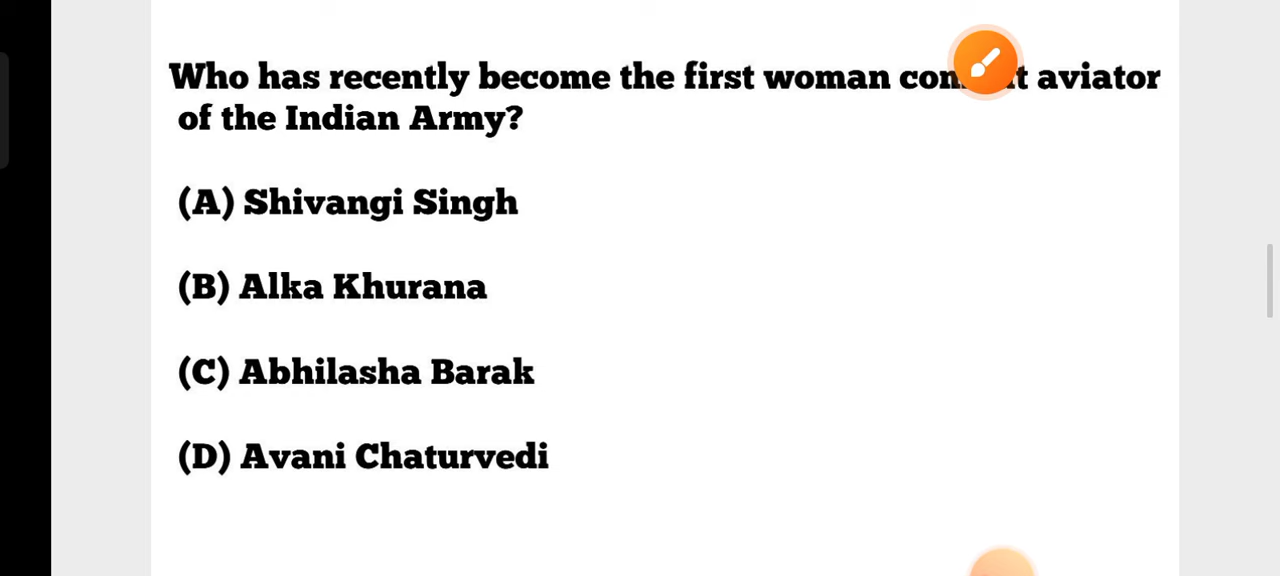 Who has recently become the first woman aviator
of the Indian Army?
(A) Shivangi Singh
(B) Alka Khurana
(C) Abhilasha Barak
(D) Avani Chaturvedi